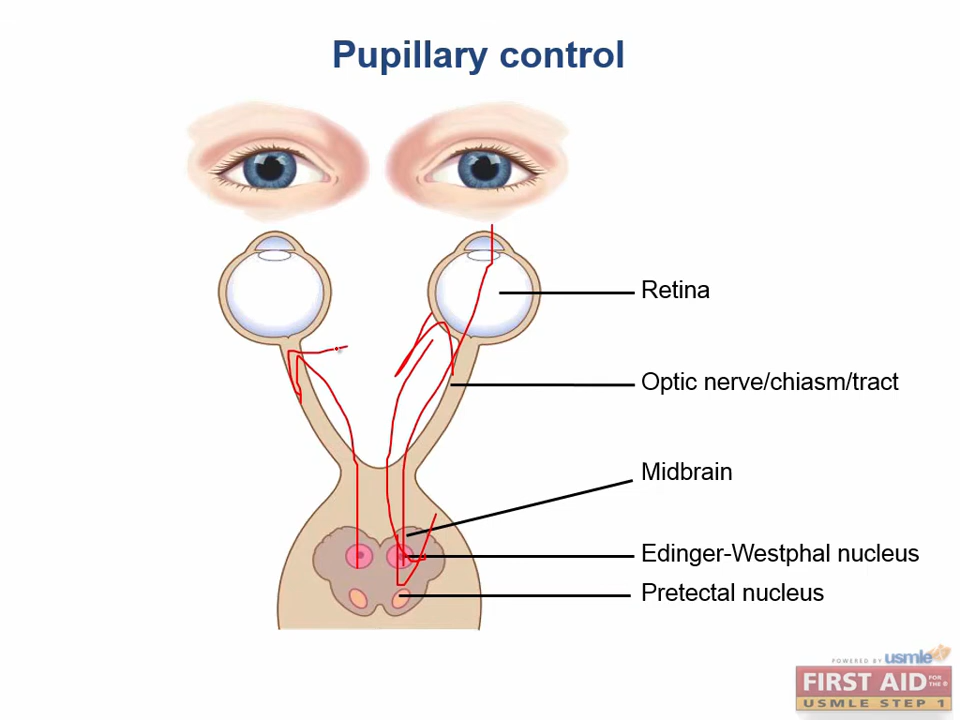 Pupillary control
Retina
Optic nerve/chiasm/tract
Midbrain
Edinger-Westphal nucleus
Pretectal nucleus
POWERED BY usmle Rx
FIRST AID FOR THE®
USMLE STEP 1